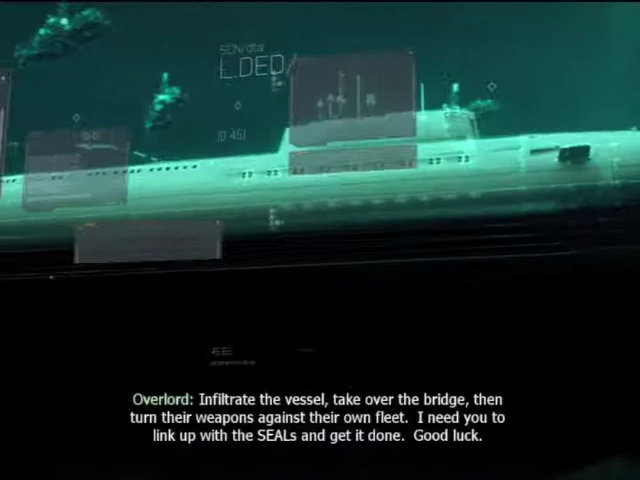 Overlord: Infiltrate the vessel, take over the bridge, then
turn their weapons against their own fleet. I need you to
link up with the SEALs and get it done. Good luck.